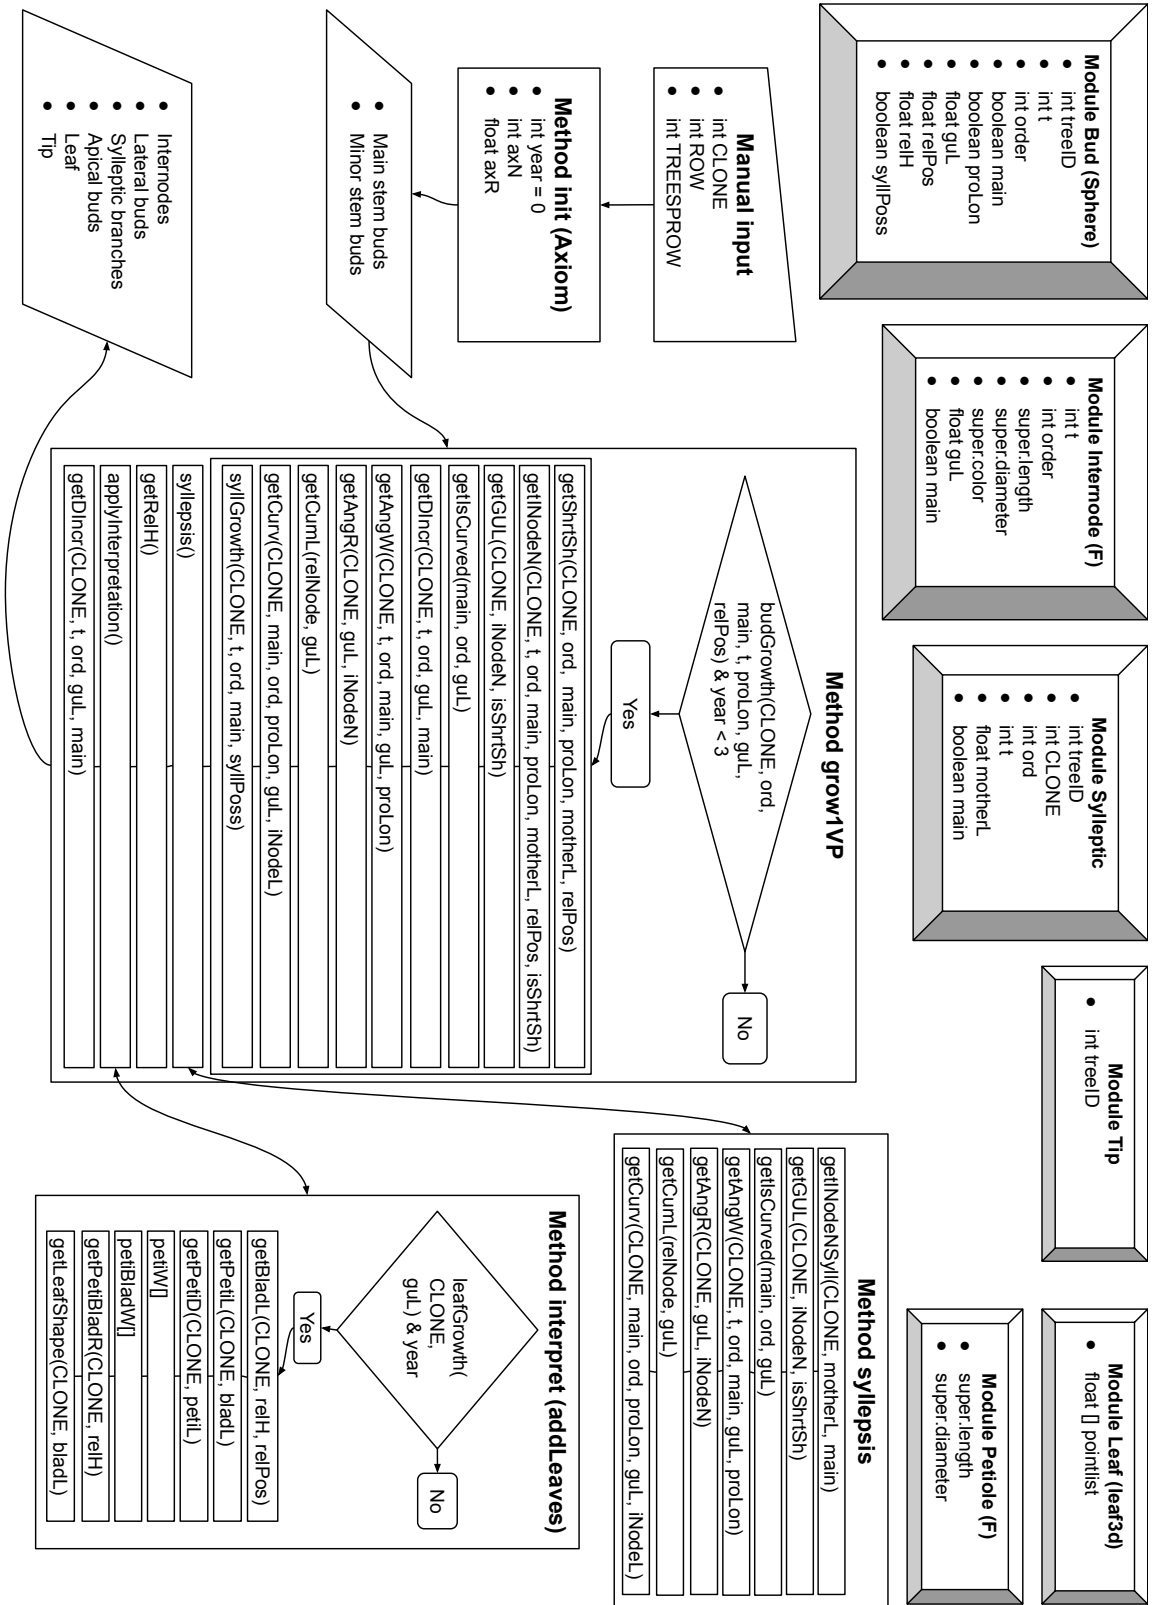 Module Bud (Sphere)
● int treeID
● int t
● int order
● boolean main
● boolean proLon
● float guL
● float relPos
● float relH
● boolean syllPoss
Module Internode (F)
● int t
● int order
● super.length
● super.diameter
● super.color
● float guL
● boolean main
Module Sylleptic
● int treeID
● int CLONE
● int ord
● int t
● float motherL
● boolean main
Module Tip
● int treeID
Module Leaf (leaf3d)
● float [] pointlist
Module Petiole (F)
● super.length
● super.diameter
Manual input
● int CLONE
● int ROW
● int TREESPROW
Method init (Axiom)
● int year = 0
● int axN
● float axR
● Main stem buds
● Minor stem buds
● Internodes
● Lateral buds
● Sylleptic branches
● Apical buds
● Leaf
● Tip
Method grow1VP
budGrowth(CLONE, ord,
main, t, proLon, guL,
relPos) & year < 3
Yes
No
getShrtSh(CLONE, ord, main, proLon, motherL, relPos)
getINodeN(CLONE, t, ord, main, proLon, motherL, relPos, isShrtSh)
getGUL(CLONE, iNodeN, isShrtSh)
getIsCurved(main, ord, guL)
getDIncr(CLONE, t, ord, guL, main)
getAngW(CLONE, t, ord, main, guL, proLon)
getAngR(CLONE, guL, iNodeN)
getCumL(relNode, guL)
getCurv(CLONE, main, ord, proLon, guL, iNodeL)
syllGrowth(CLONE, t, ord, main, syllPoss)
syllepsis()
getRelH()
applyInterpretation()
getDIncr(CLONE, t, ord, guL, main)
Method syllepsis
getINodeNSyll(CLONE, motherL, main)
getGUL(CLONE, iNodeN, isShrtSh)
getIsCurved(main, ord, guL)
getAngW(CLONE, t, ord, main, guL, proLon)
getAngR(CLONE, guL, iNodeN)
getCumL(relNode, guL)
getCurv(CLONE, main, ord, proLon, guL, iNodeL)
Method interpret (addLeaves)
leafGrowth(
CLONE,
guL) & year
Yes
No
getBladL(CLONE, relH, relPos)
getPetiL(CLONE, bladL)
getPetiD(CLONE, petiL)
petiW[]
petiBladW[]
getPetiBladR(CLONE, relH)
getLeafShape(CLONE, bladL)